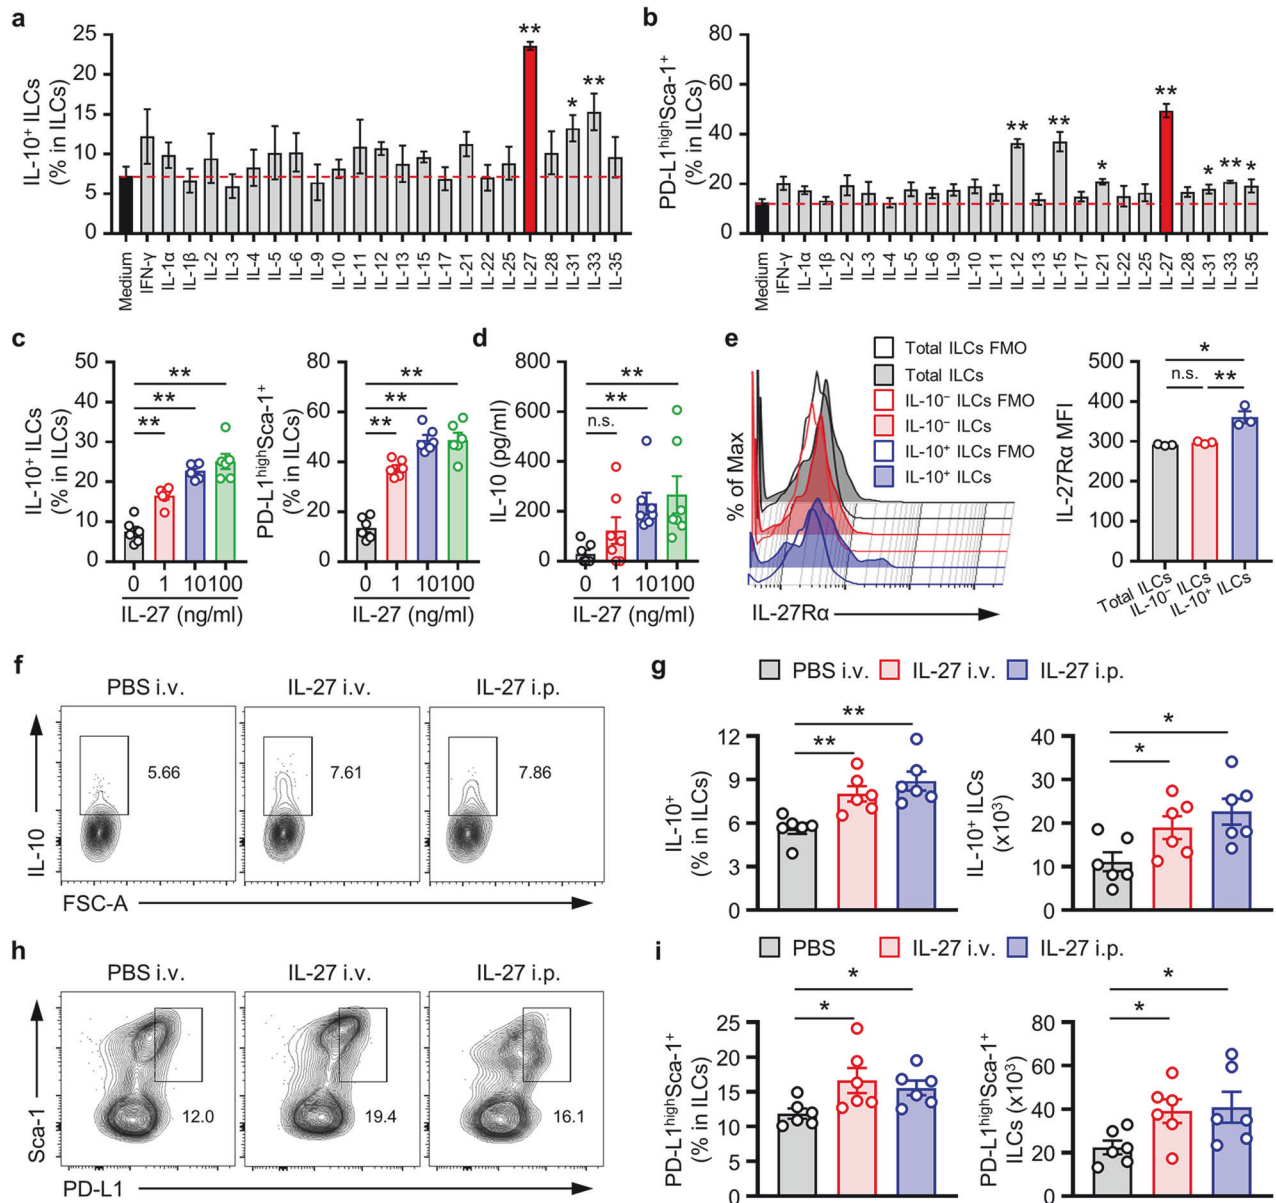 a
IL-10⁺ ILCs
(% in ILCs)
25
20
15
10
5
0
**
*
**
Medium
IFN-γ
IL-1α
IL-1β
IL-2
IL-3
IL-4
IL-5
IL-6
IL-9
IL-10
IL-11
IL-12
IL-13
IL-15
IL-17
IL-21
IL-22
IL-25
IL-27
IL-28
IL-31
IL-33
IL-35
b
PD-L1ʰⁱᵍʰSca-1⁺
(% in ILCs)
80
60
40
20
0
**
**
*
**
*
**
*
Medium
IFN-γ
IL-1α
IL-1β
IL-2
IL-3
IL-4
IL-5
IL-6
IL-9
IL-10
IL-11
IL-12
IL-13
IL-15
IL-17
IL-21
IL-22
IL-25
IL-27
IL-28
IL-31
IL-33
IL-35
c
IL-10⁺ ILCs
(% in ILCs)
50
40
30
20
10
0
**
**
**
0 1 10100
IL-27 (ng/ml)
PD-L1ʰⁱᵍʰSca-1⁺
(% in ILCs)
80
60
40
20
0
**
**
**
0 1 10100
IL-27 (ng/ml)
d
IL-10 (pg/ml)
800
600
400
200
0
**
**
n.s.
0 1 10100
IL-27 (ng/ml)
e
Total ILCs FMO
Total ILCs
IL-10⁻ ILCs FMO
IL-10⁻ ILCs
IL-10⁺ ILCs FMO
IL-10⁺ ILCs
% of Max
IL-27Rα
IL-27Rα MFI
500
400
300
200
100
0
*
n.s. **
Total ILCs
IL-10⁻ ILCs
IL-10⁺ ILCs
f
PBS i.v. IL-27 i.v. IL-27 i.p.
5.66 7.61 7.86
IL-10
FSC-A
g
PBS i.v. IL-27 i.v. IL-27 i.p.
IL-10⁺
(% in ILCs)
12
9
6
3
0
**
**
IL-10⁺ ILCs
(x10³)
40
30
20
10
0
*
*
h
PBS i.v. IL-27 i.v. IL-27 i.p.
12.0 19.4 16.1
Sca-1
PD-L1
i
PBS IL-27 i.v. IL-27 i.p.
PD-L1ʰⁱᵍʰSca-1⁺
(% in ILCs)
25
20
15
10
5
0
*
*
PD-L1ʰⁱᵍʰSca-1⁺
ILCs (x10³)
80
60
40
20
0
*
*